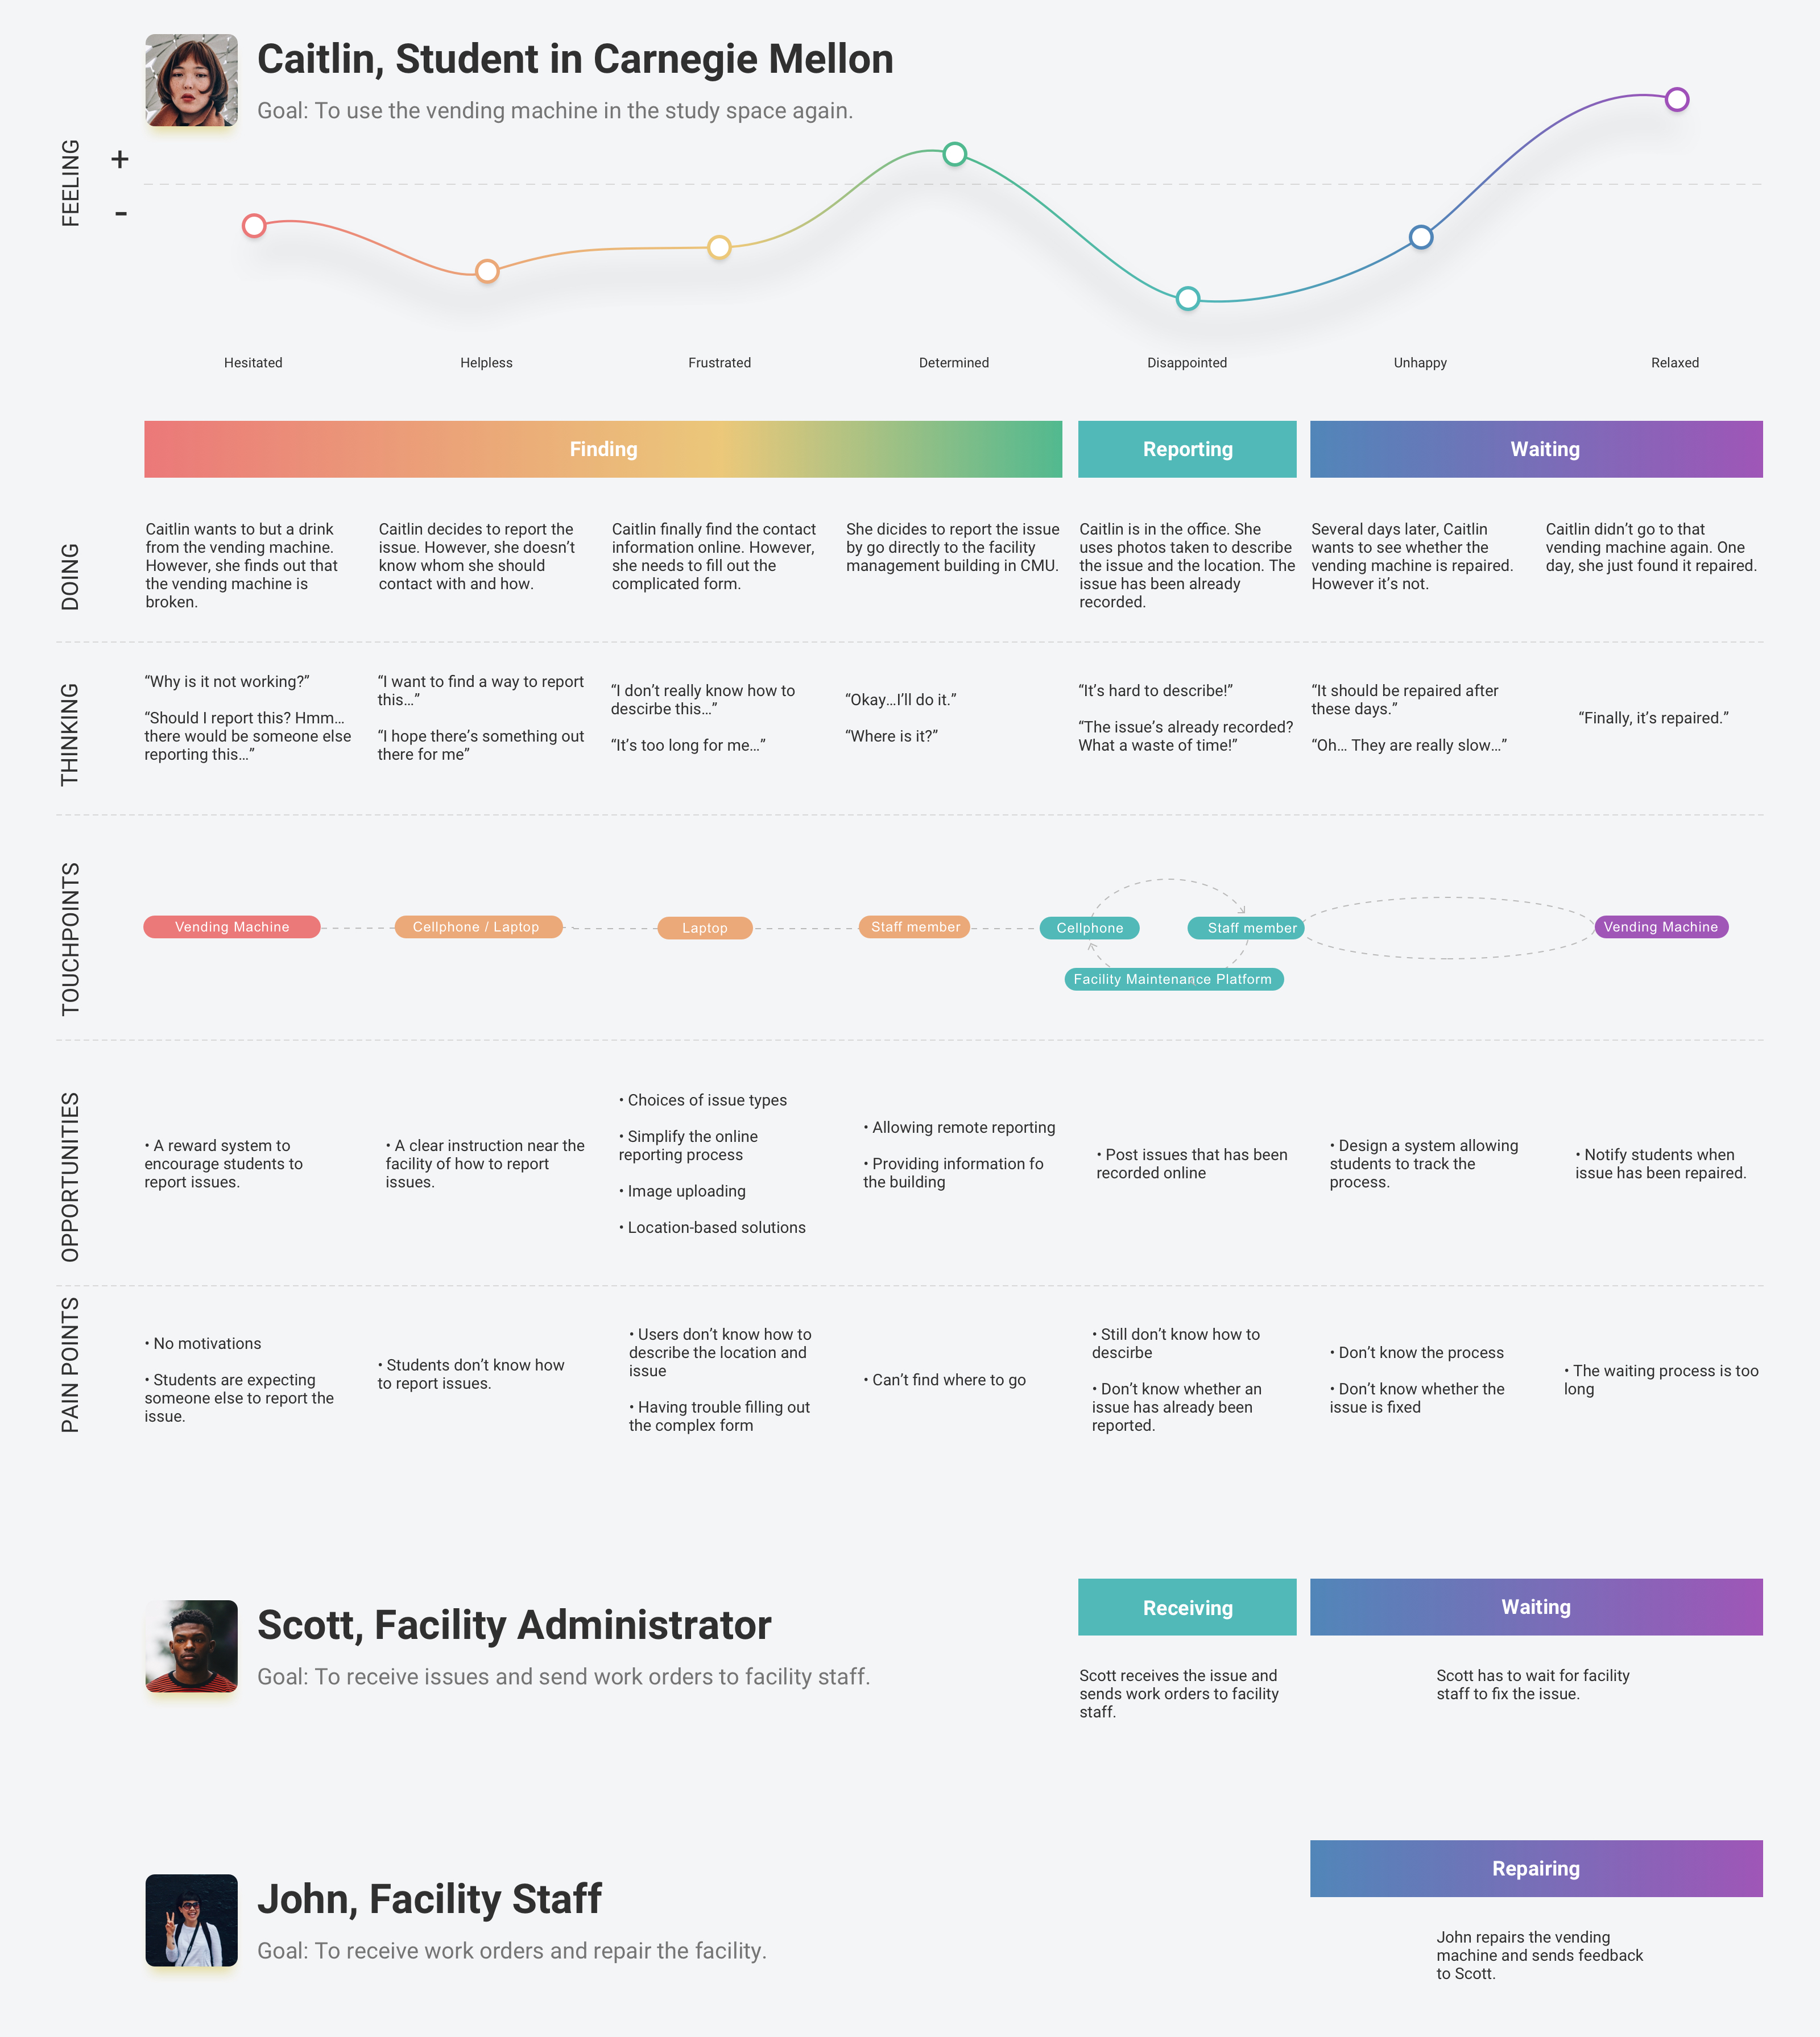 Caitlin, Student in Carnegie Mellon
Goal: To use the vending machine in the study space again.
FEELING
+
-
Hesitated
Helpless
Frustrated
Determined
Disappointed
Unhappy
Relaxed
Finding
Reporting
Waiting
DOING
Caitlin wants to but a drink
from the vending machine.
However, she finds out that
the vending machine is
broken.
Caitlin decides to report the
issue. However, she doesn’t
know whom she should
contact with and how.
Caitlin finally find the contact
information online. However,
she needs to fill out the
complicated form.
She dicides to report the issue
by go directly to the facility
management building in CMU.
Caitlin is in the office. She
uses photos taken to describe
the issue and the location. The
issue has been already
recorded.
Several days later, Caitlin
wants to see whether the
vending machine is repaired.
However it’s not.
Caitlin didn’t go to that
vending machine again. One
day, she just found it repaired.
THINKING
“Why is it not working?”
“Should I report this? Hmm…
there would be someone else
reporting this…”
“I want to find a way to report
this…”
“I hope there’s something out
there for me”
“I don’t really know how to
descirbe this…”
“It’s too long for me…”
“Okay…I’ll do it.”
“Where is it?”
“It’s hard to describe!”
“The issue’s already recorded?
What a waste of time!”
“It should be repaired after
these days.”
“Oh… They are really slow…”
“Finally, it’s repaired.”
TOUCHPOINTS
Vending Machine
Cellphone / Laptop
Laptop
Staff member
Cellphone
Staff member
Facility Maintenance Platform
Vending Machine
OPPORTUNITIES
• A reward system to
encourage students to
report issues.
• A clear instruction near the
facility of how to report
issues.
• Choices of issue types
• Simplify the online
reporting process
• Image uploading
• Location-based solutions
• Allowing remote reporting
• Providing information fo
the building
• Post issues that has been
recorded online
• Design a system allowing
students to track the
process.
• Notify students when
issue has been repaired.
PAIN POINTS
• No motivations
• Students are expecting
someone else to report the
issue.
• Students don’t know how
to report issues.
• Users don’t know how to
describe the location and
issue
• Having trouble filling out
the complex form
• Can’t find where to go
• Still don’t know how to
descirbe
• Don’t know whether an
issue has already been
reported.
• Don’t know the process
• Don’t know whether the
issue is fixed
• The waiting process is too
long
Scott, Facility Administrator
Goal: To receive issues and send work orders to facility staff.
Receiving
Waiting
Scott receives the issue and
sends work orders to facility
staff.
Scott has to wait for facility
staff to fix the issue.
John, Facility Staff
Goal: To receive work orders and repair the facility.
Repairing
John repairs the vending
machine and sends feedback
to Scott.